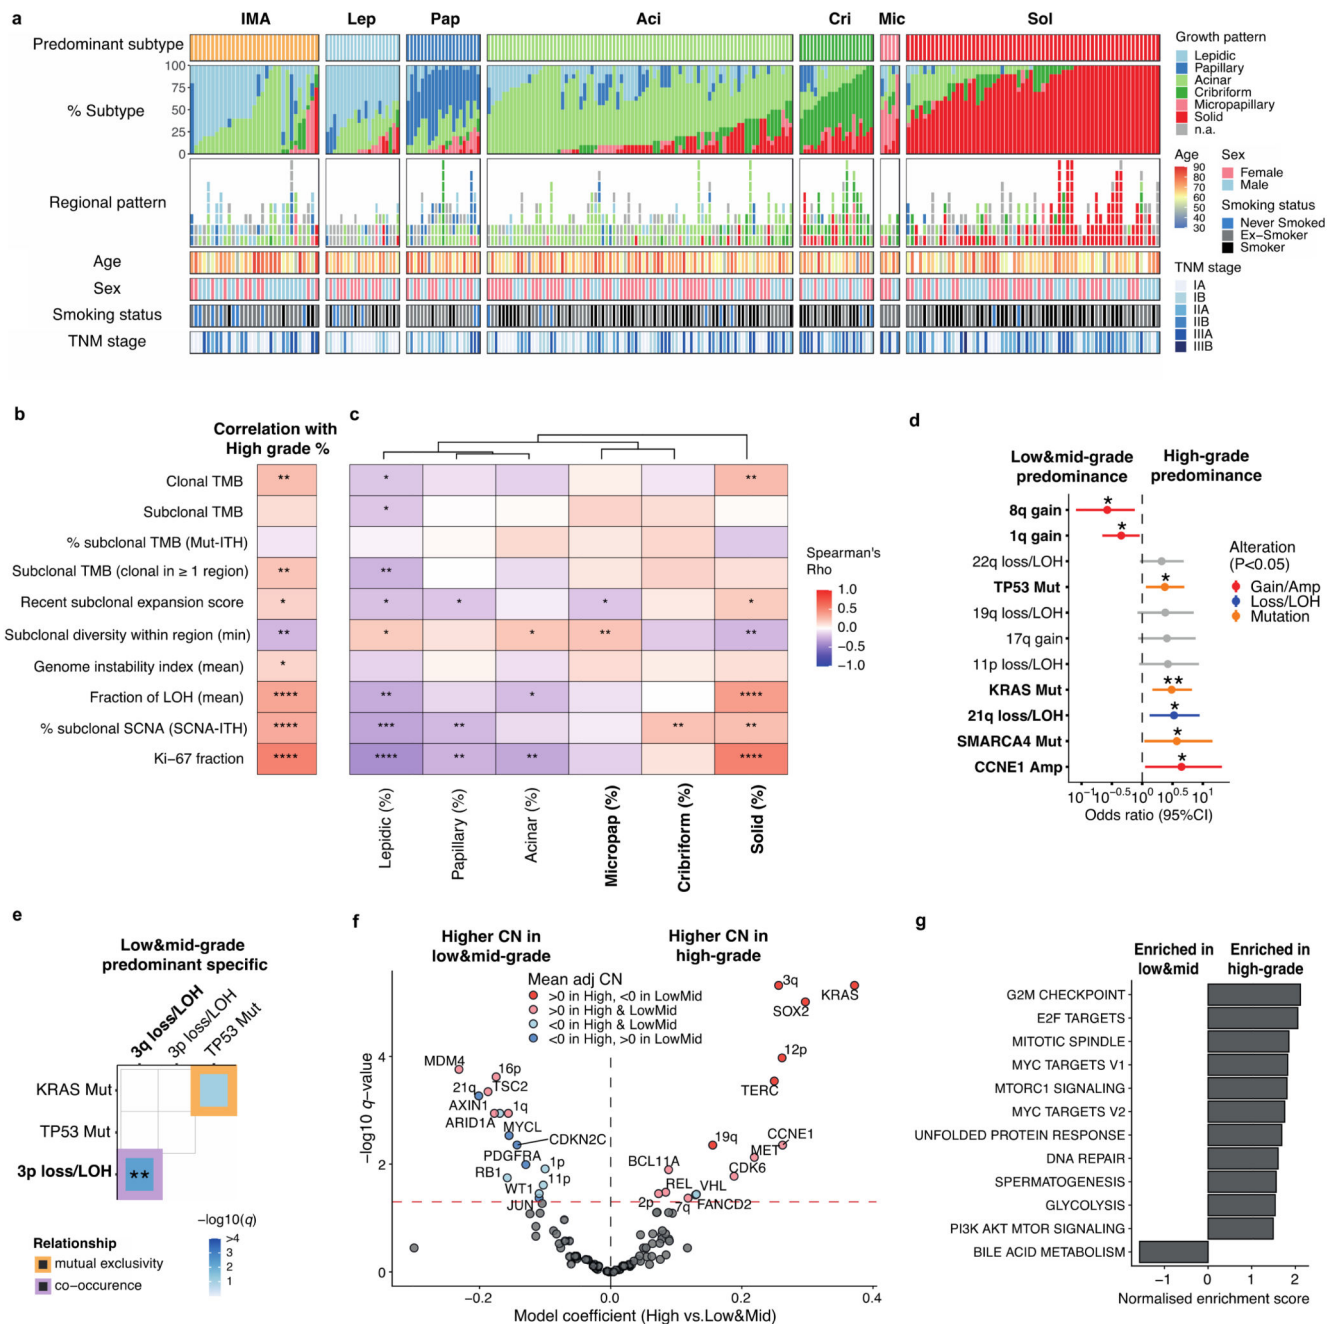 a
IMA
Lep
Pap
Aci
Cri
Mic
Sol
Predominant subtype
% Subtype
100
75
50
25
0
Regional pattern
Age
Sex
Smoking status
TNM stage
Growth pattern
Lepidic
Papillary
Acinar
Cribriform
Micropapillary
Solid
n.a.
Age
90
80
70
60
50
40
30
Sex
Female
Male
Smoking status
Never Smoked
Ex−Smoker
Smoker
TNM stage
IA
IB
IIA
IIB
IIIA
IIIB
b
Correlation with
High grade %
c
Clonal TMB
** * **
Subclonal TMB
*
% subclonal TMB (Mut-ITH)
Subclonal TMB (clonal in ≥ 1 region)
** **
Recent subclonal expansion score
* * * * *
Subclonal diversity within region (min)
** * * ** **
Genome instability index (mean)
*
Fraction of LOH (mean)
**** ** * ****
% subclonal SCNA (SCNA-ITH)
**** *** ** ** **
Ki−67 fraction
**** **** ** ** ****
Lepidic (%)
Papillary (%)
Acinar (%)
Micropap (%)
Cribriform (%)
Solid (%)
Spearman's
Rho
1.0
0.5
0.0
−0.5
−1.0
d
Low&mid-grade
predominance
High-grade
predominance
8q gain
*
1q gain
*
22q loss/LOH
TP53 Mut
*
19q loss/LOH
17q gain
11p loss/LOH
KRAS Mut
**
21q loss/LOH
*
SMARCA4 Mut
*
CCNE1 Amp
*
10−1 10−0.5 100 100.5 101
Odds ratio (95%CI)
Alteration
(P<0.05)
Gain/Amp
Loss/LOH
Mutation
e
Low&mid-grade
predominant specific
3q loss/LOH
3p loss/LOH
TP53 Mut
KRAS Mut
TP53 Mut
3p loss/LOH
**
Relationship
mutual exclusivity
co−occurence
−log10(q)
>4
3
2
1
f
Higher CN in
low&mid-grade
Higher CN in
high-grade
Mean adj CN
>0 in High, <0 in LowMid
>0 in High & LowMid
<0 in High & LowMid
<0 in High, >0 in LowMid
3q
KRAS
SOX2
12p
TERC
MDM4
16p
21q
TSC2
AXIN1
1q
ARID1A
MYCL
CDKN2C
PDGFRA
1p
RB1
11p
WT1
JUN
19q
CCNE1
MET
BCL11A
CDK6
REL
VHL
2p
7q
FANCD2
−log10 q−value
4
2
0
−0.2
0.0
0.2
0.4
Model coefficient (High vs.Low&Mid)
g
Enriched in
low&mid
Enriched in
high-grade
G2M CHECKPOINT
E2F TARGETS
MITOTIC SPINDLE
MYC TARGETS V1
MTORC1 SIGNALING
MYC TARGETS V2
UNFOLDED PROTEIN RESPONSE
DNA REPAIR
SPERMATOGENESIS
GLYCOLYSIS
PI3K AKT MTOR SIGNALING
BILE ACID METABOLISM
−1
0
1
2
Normalised enrichment score